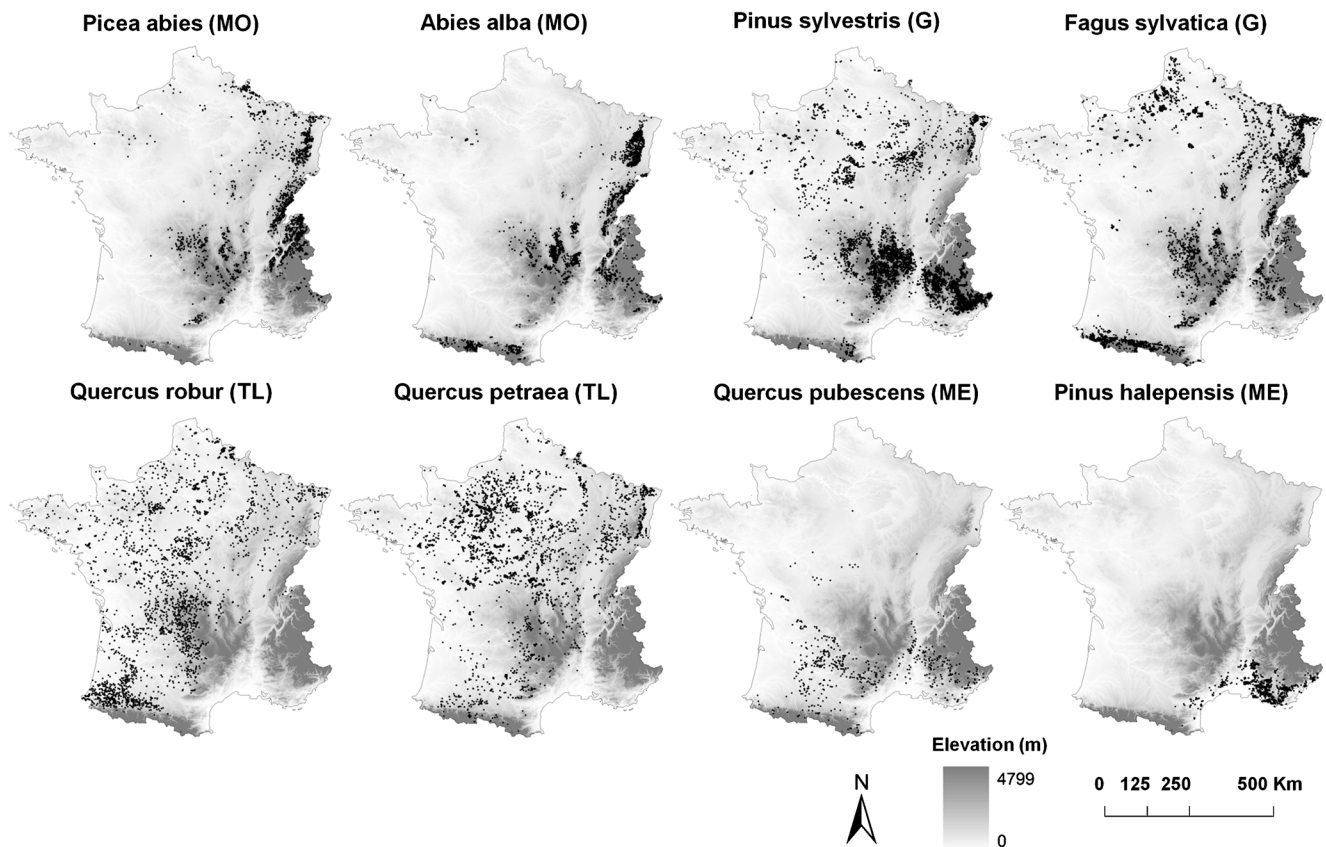 Picea abies (MO)
Abies alba (MO)
Pinus sylvestris (G)
Fagus sylvatica (G)
Quercus robur (TL)
Quercus petraea (TL)
Quercus pubescens (ME)
Pinus halepensis (ME)
N
Elevation (m)
4799
0
0 125 250 500 Km